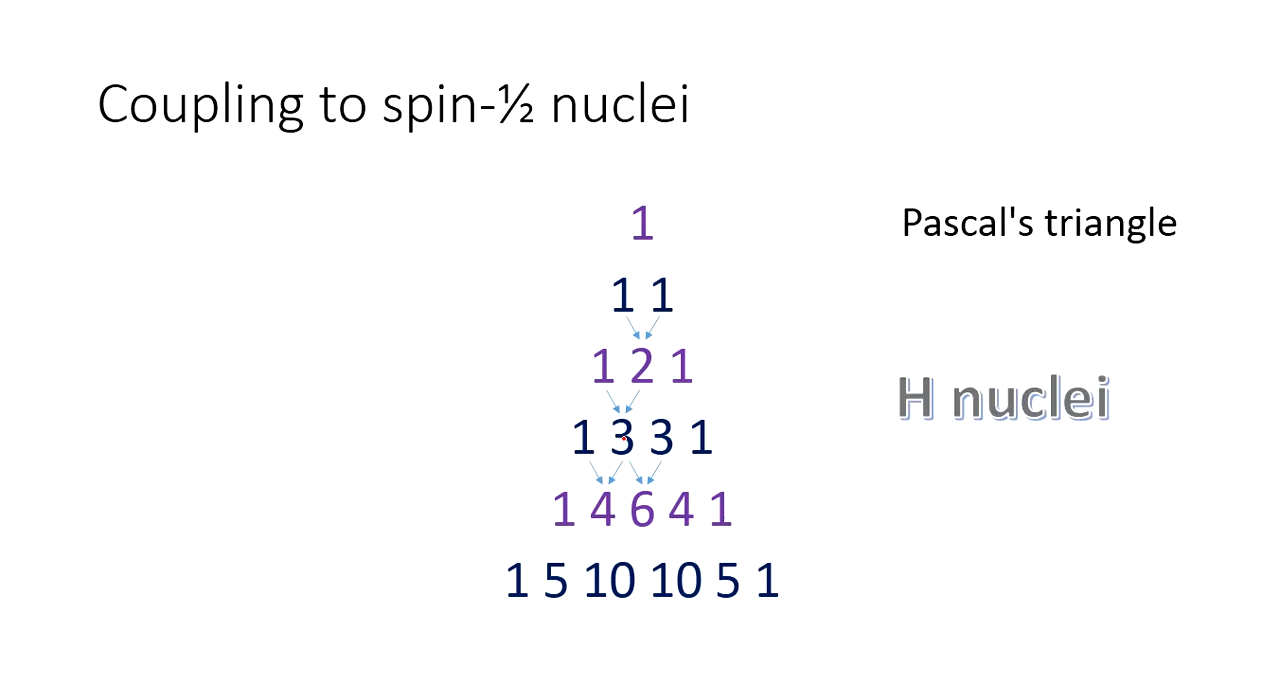 Coupling to spin-½ nuclei
1
Pascal's triangle
1 1
1 2 1
H nuclei
1 3 3 1
1 4 6 4 1
1 5 10 10 5 1